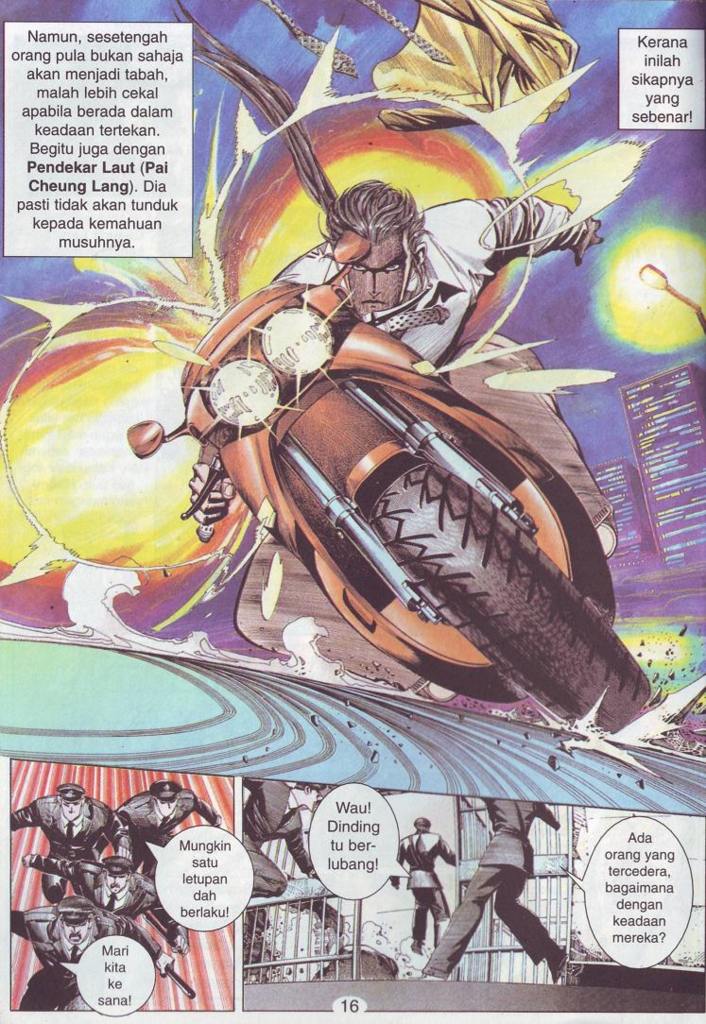 Namun, sesetengah
orang pula bukan sahaja
akan menjadi tabah,
malah lebih cekal
apabila berada dalam
keadaan tertekan.
Begitu juga dengan
Pendekar Laut (Pai
Cheung Lang). Dia
pasti tidak akan tunduk
kepada kemahuan
musuhnya.
Kerana
inilah
sikapnya
yang
sebenar!
Mungkin
satu
letupan
dah
berlaku!
Mari
kita
ke
sana!
Wau!
Dinding
tu ber-
lubang!
Ada
orang yang
tercedera,
bagaimana
dengan
keadaan
mereka?
16